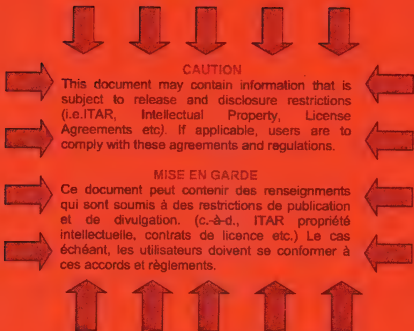 CAUTION
This document may contain information that is
subject to release and disclosure restrictions
(i.e.ITAR, Intellectual Property, License
Agreements etc). If applicable, users are to
comply with these agreements and regulations.
MISE EN GARDE
Ce document peut contenir des renseignments
qui sont soumis à des restrictions de publication
et de divulgation. (c.-à-d., ITAR propriété
intellectuelle, contrats de licence etc.) Le cas
échéant, les utilisateurs doivent se conformer à
ces accords et règlements.